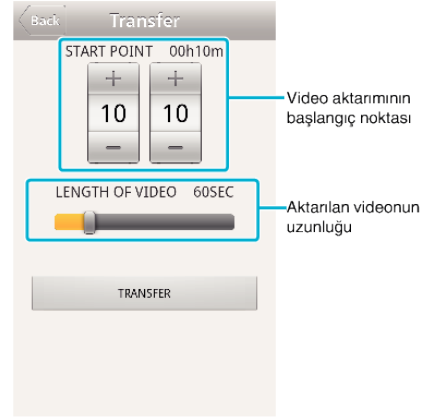 Back
Transfer
START POINT 00h10m
+ +
10 10
− −
Video aktarımının
başlangıç noktası
LENGTH OF VIDEO 60SEC
Aktarılan videonun
uzunluğu
TRANSFER